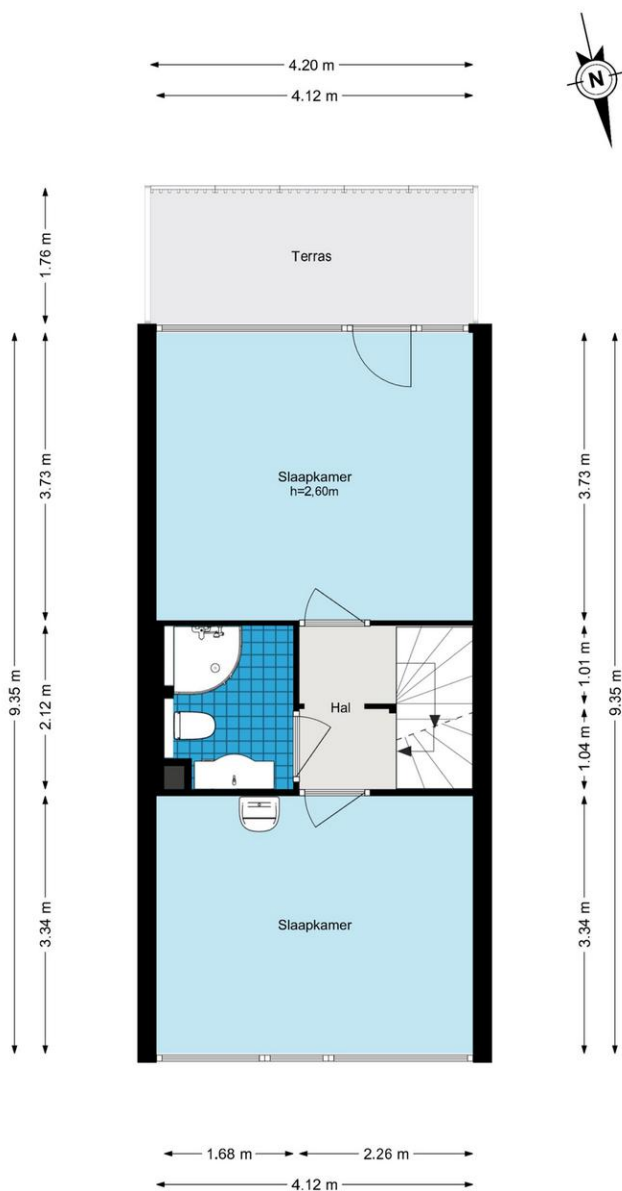 4.20 m
4.12 m
N
1.76 m
Terras
9.35 m
3.73 m
Slaapkamer
h=2,60m
3.73 m
9.35 m
2.12 m
Hal
1.01 m
1.04 m
3.34 m
Slaapkamer
3.34 m
1.68 m
2.26 m
4.12 m